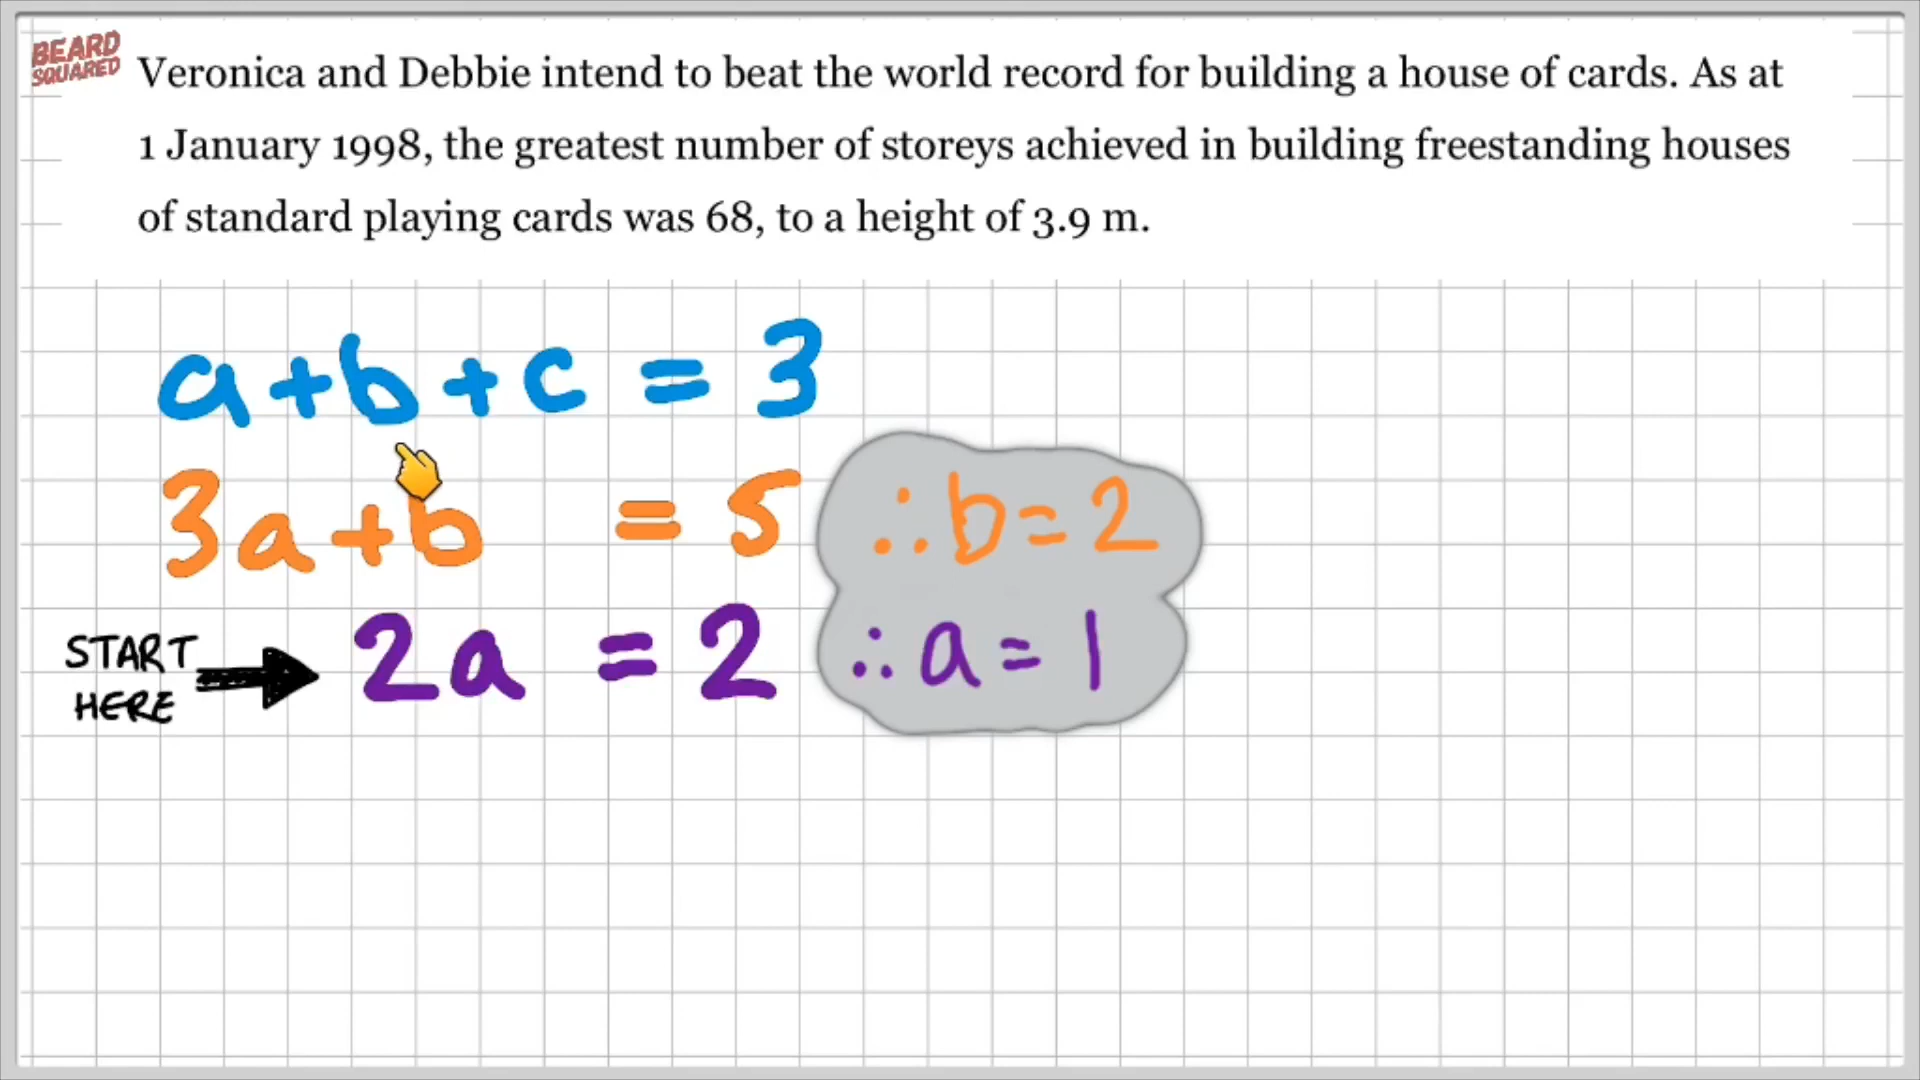 BEARD
SQUARED
Veronica and Debbie intend to beat the world record for building a house of cards. As at
1 January 1998, the greatest number of storeys achieved in building freestanding houses
of standard playing cards was 68, to a height of 3.9 m.
a+b+c = 3
3a+b = 5 ∴b=2
START
HERE
2a = 2 ∴a=1